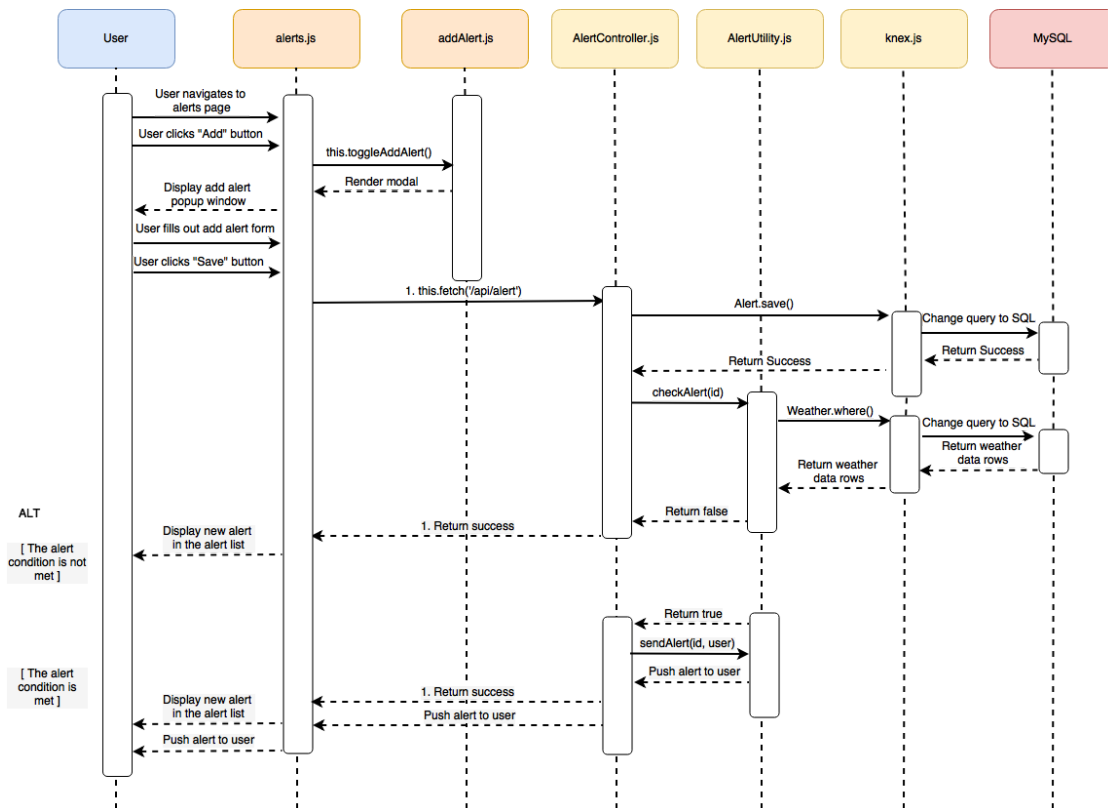 User
alerts.js
addAlert.js
AlertController.js
AlertUtility.js
knex.js
MySQL
User navigates to
alerts page
User clicks "Add" button
this.toggleAddAlert()
Render modal
Display add alert
popup window
User fills out add alert form
User clicks "Save" button
1. this.fetch('/api/alert')
Alert.save()
Change query to SQL
Return Success
Return Success
checkAlert(id)
Weather.where()
Change query to SQL
Return weather
data rows
Return weather
data rows
Return false
ALT
1. Return success
Display new alert
in the alert list
[ The alert
condition is not
met ]
Return true
sendAlert(id, user)
Push alert to user
[ The alert
condition is
met ]
1. Return success
Display new alert
in the alert list
Push alert to user
Push alert to user